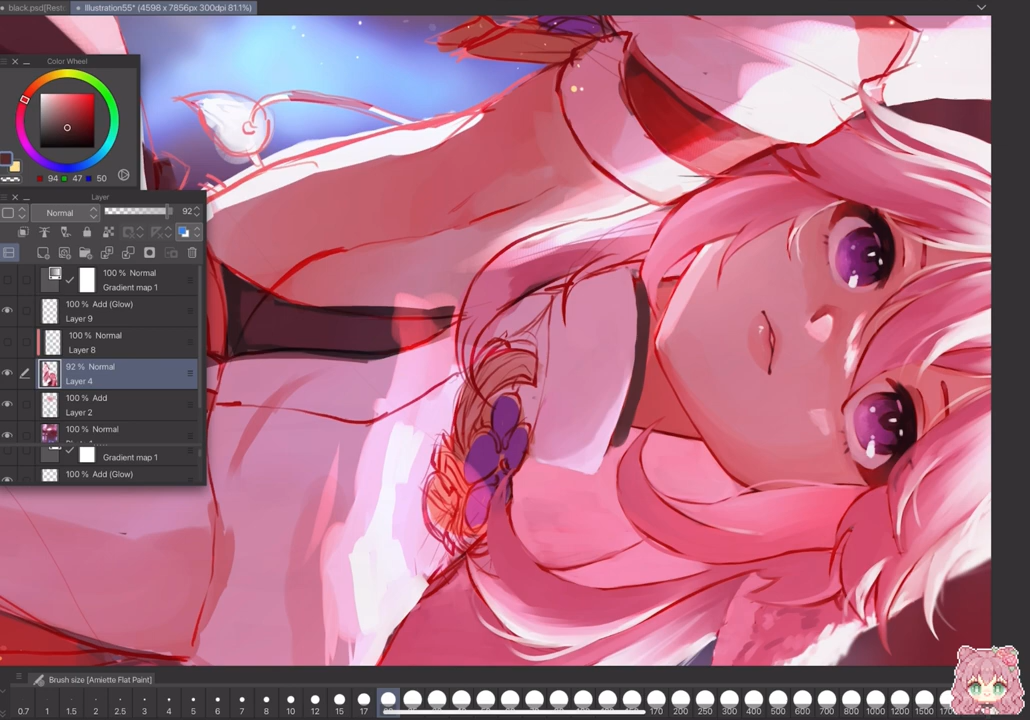 black.psd[Rest
Illustration55* (4598 x 7856px 300dpi 81.1%)
Color Wheel
94 47 50
Layer
Normal 92
100 % Normal
Gradient map 1
100 % Add (Glow)
Layer 9
100 % Normal
Layer 8
92 % Normal
Layer 4
100 % Add
Layer 2
100 % Normal
Gradient map 1
100 % Add (Glow)
Brush size [Amiette Flat Paint]
0.7 1 1.5 2 2.5 3 4 5 6 7 8 10 12 15 17 170 200 250 300 400 500 600 700 800 1000 1200 1500 1700